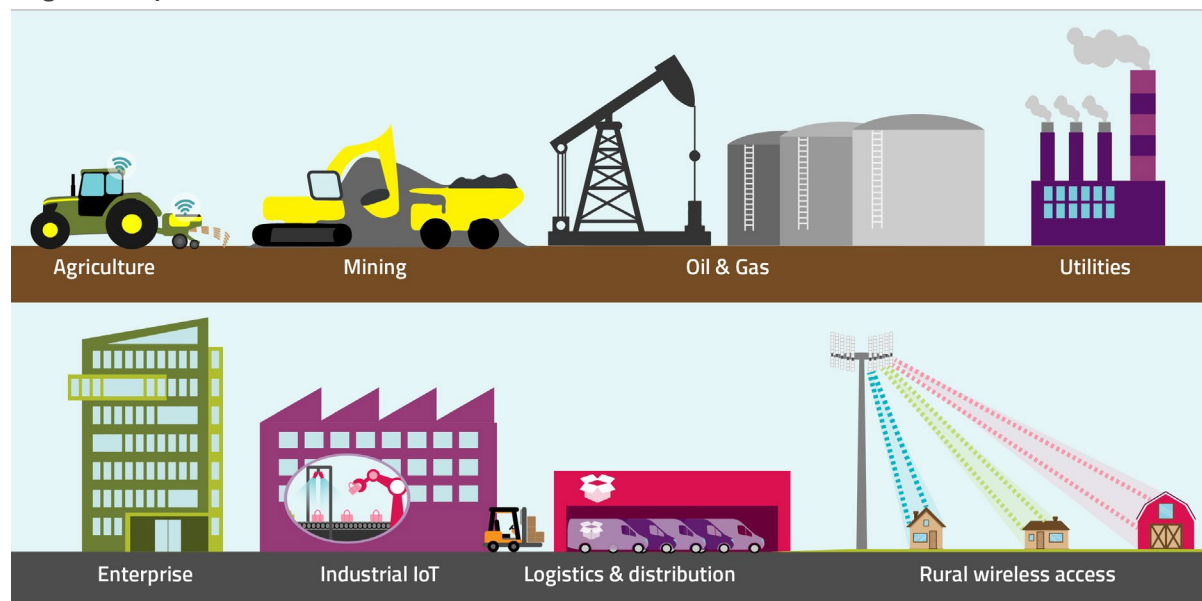 Agriculture
Mining
Oil & Gas
Utilities
Enterprise
Industrial IoT
Logistics & distribution
Rural wireless access